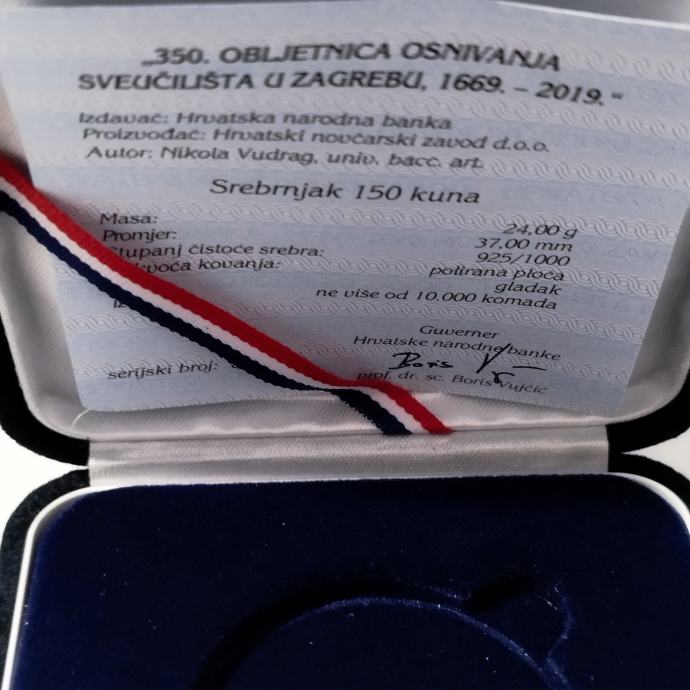 „350. OBLJETNICA OSNIVANJA
SVEUČILIŠTA U ZAGREBU, 1669. – 2019."
Izdavač: Hrvatska narodna banka
Proizvođač: Hrvatski novčarski zavod d.o.o.
Autor: Nikola Vudrag, univ. bacc. art.
Srebrnjak 150 kuna
Masa: 24,00 g
Promjer: 37,00 mm
Stupanj čistoće srebra: 925/1000
kovanja: polirana ploča
gladak
ne više od 10.000 komada
Guverner
Hrvatske narodne banke
Boris
prof. dr. sc. Boris Vujčić
serijski broj: